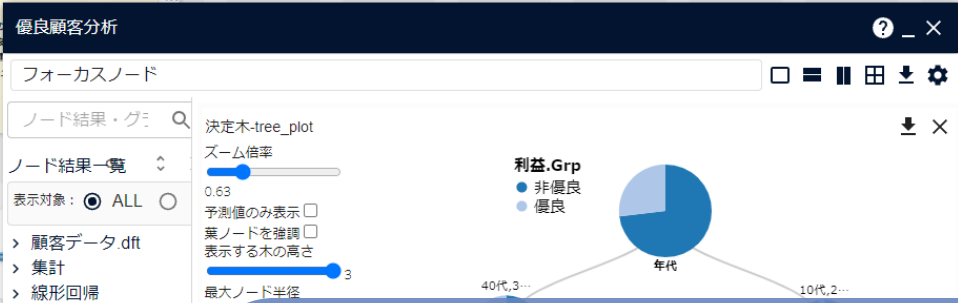 優良顧客分析
フォーカスノード
ノード結果・グラ
ノード結果一覧
表示対象： ALL
顧客データ.dft
集計
線形回帰
決定木-tree_plot
ズーム倍率
0.63
予測値のみ表示
葉ノードを強調
表示する木の高さ
3
最大ノード半径
利益.Grp
非優良
優良
年代
40代,3…
10代,2…